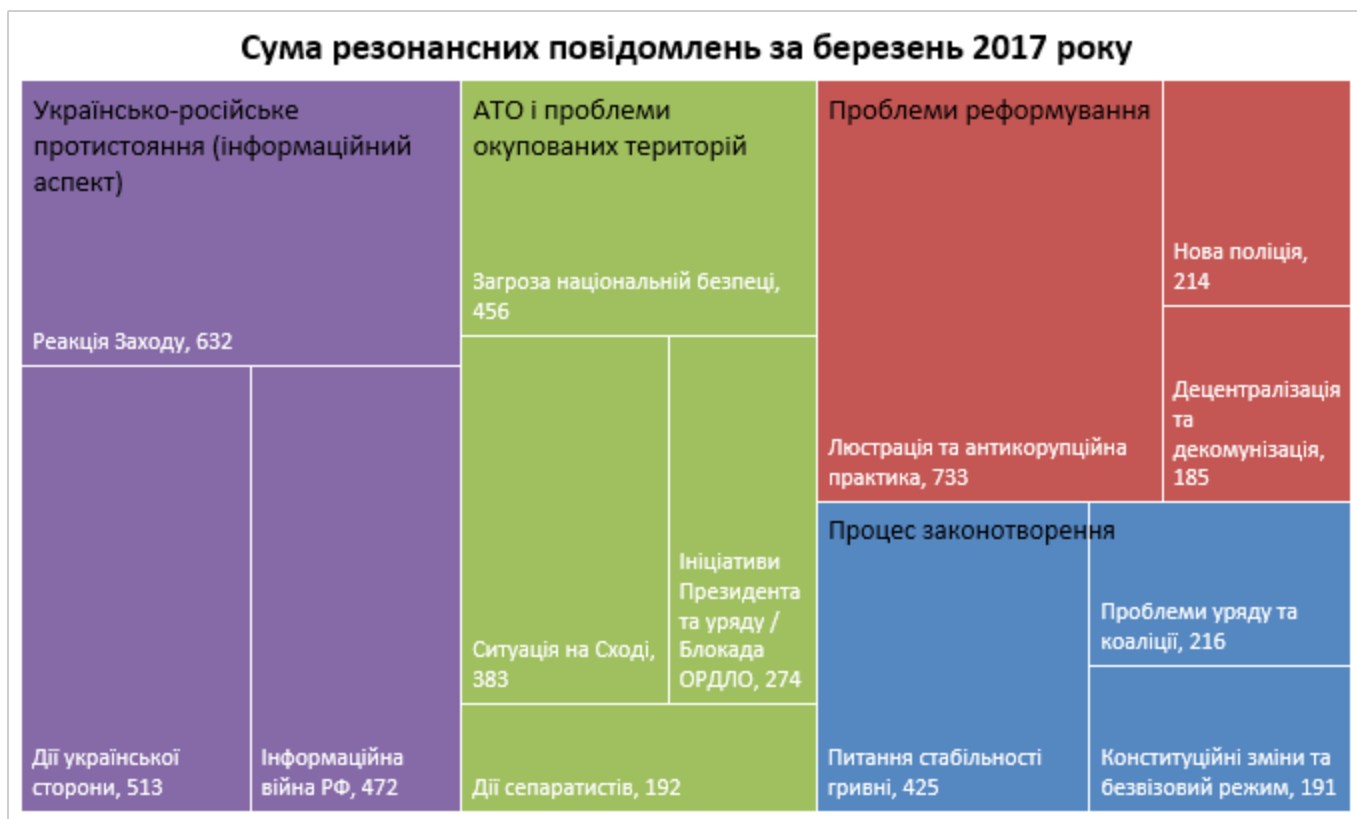 Сума резонансних повідомлень за березень 2017 року
Українсько-російське
протистояння (інформаційний
аспект)
Реакція Заходу, 632
Дії української
сторони, 513
Інформаційна
війна РФ, 472
АТО і проблеми
окупованих територій
Загроза національній безпеці,
456
Ситуація на Сході,
383
Ініціативи
Президента
та уряду /
Блокада
ОРДЛО, 274
Дії сепаратистів, 192
Проблеми реформування
Люстрація та антикорупційна
практика, 733
Нова поліція,
214
Децентралізація
та
декомунізація,
185
Процес законотворення
Питання стабільності
гривні, 425
Проблеми уряду та
коаліції, 216
Конституційні зміни та
безвізовий режим, 191